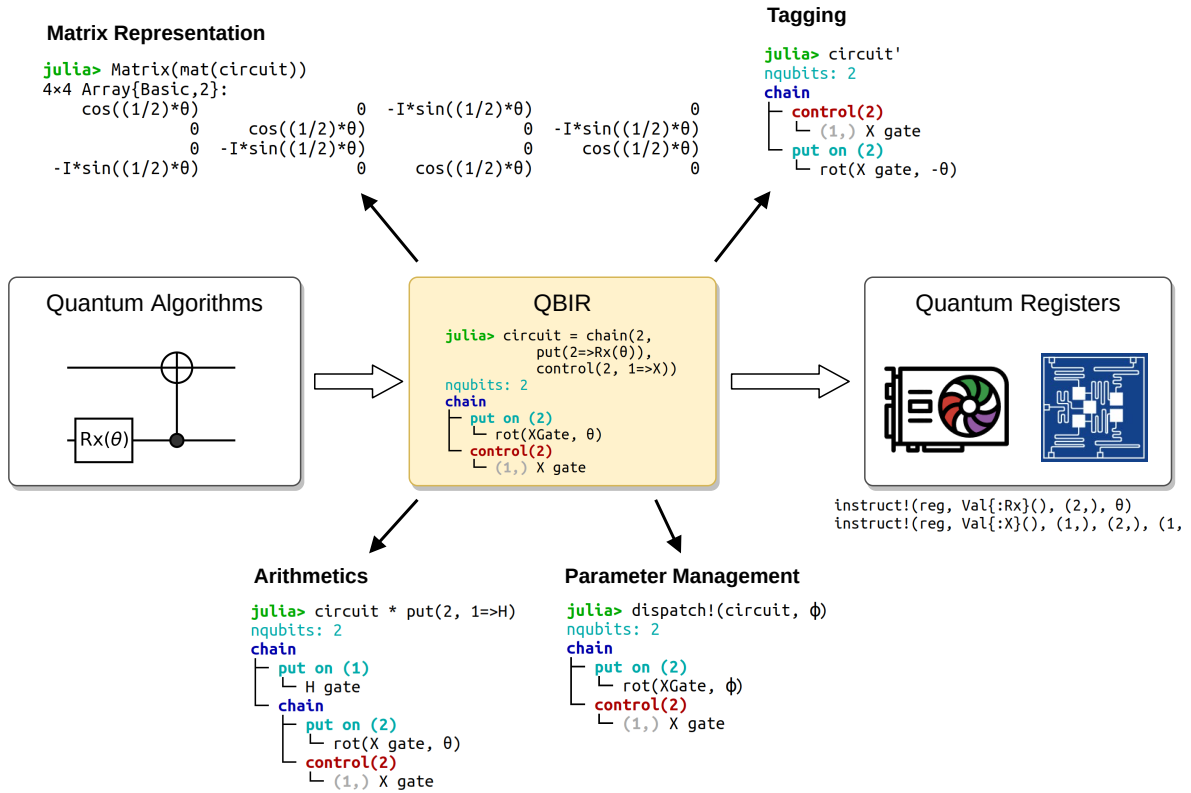 Matrix Representation
julia> Matrix(mat(circuit))
4×4 Array{Basic,2}:
cos((1/2)*θ) 0 -I*sin((1/2)*θ) 0
0 cos((1/2)*θ) 0 -I*sin((1/2)*θ)
0 -I*sin((1/2)*θ) 0 cos((1/2)*θ)
-I*sin((1/2)*θ) 0 cos((1/2)*θ) 0
Tagging
julia> circuit'
nqubits: 2
chain
control(2)
(1,) X gate
put on (2)
rot(X gate, -θ)
Quantum Algorithms
Rx(θ)
QBIR
julia> circuit = chain(2,
put(2=>Rx(θ)),
control(2, 1=>X))
nqubits: 2
chain
put on (2)
rot(XGate, θ)
control(2)
(1,) X gate
Quantum Registers
instruct!(reg, Val{:Rx}(), (2,), θ)
instruct!(reg, Val{:X}(), (1,), (2,), (1,
Arithmetics
julia> circuit * put(2, 1=>H)
nqubits: 2
chain
put on (1)
H gate
chain
put on (2)
rot(X gate, θ)
control(2)
(1,) X gate
Parameter Management
julia> dispatch!(circuit, ϕ)
nqubits: 2
chain
put on (2)
rot(XGate, ϕ)
control(2)
(1,) X gate